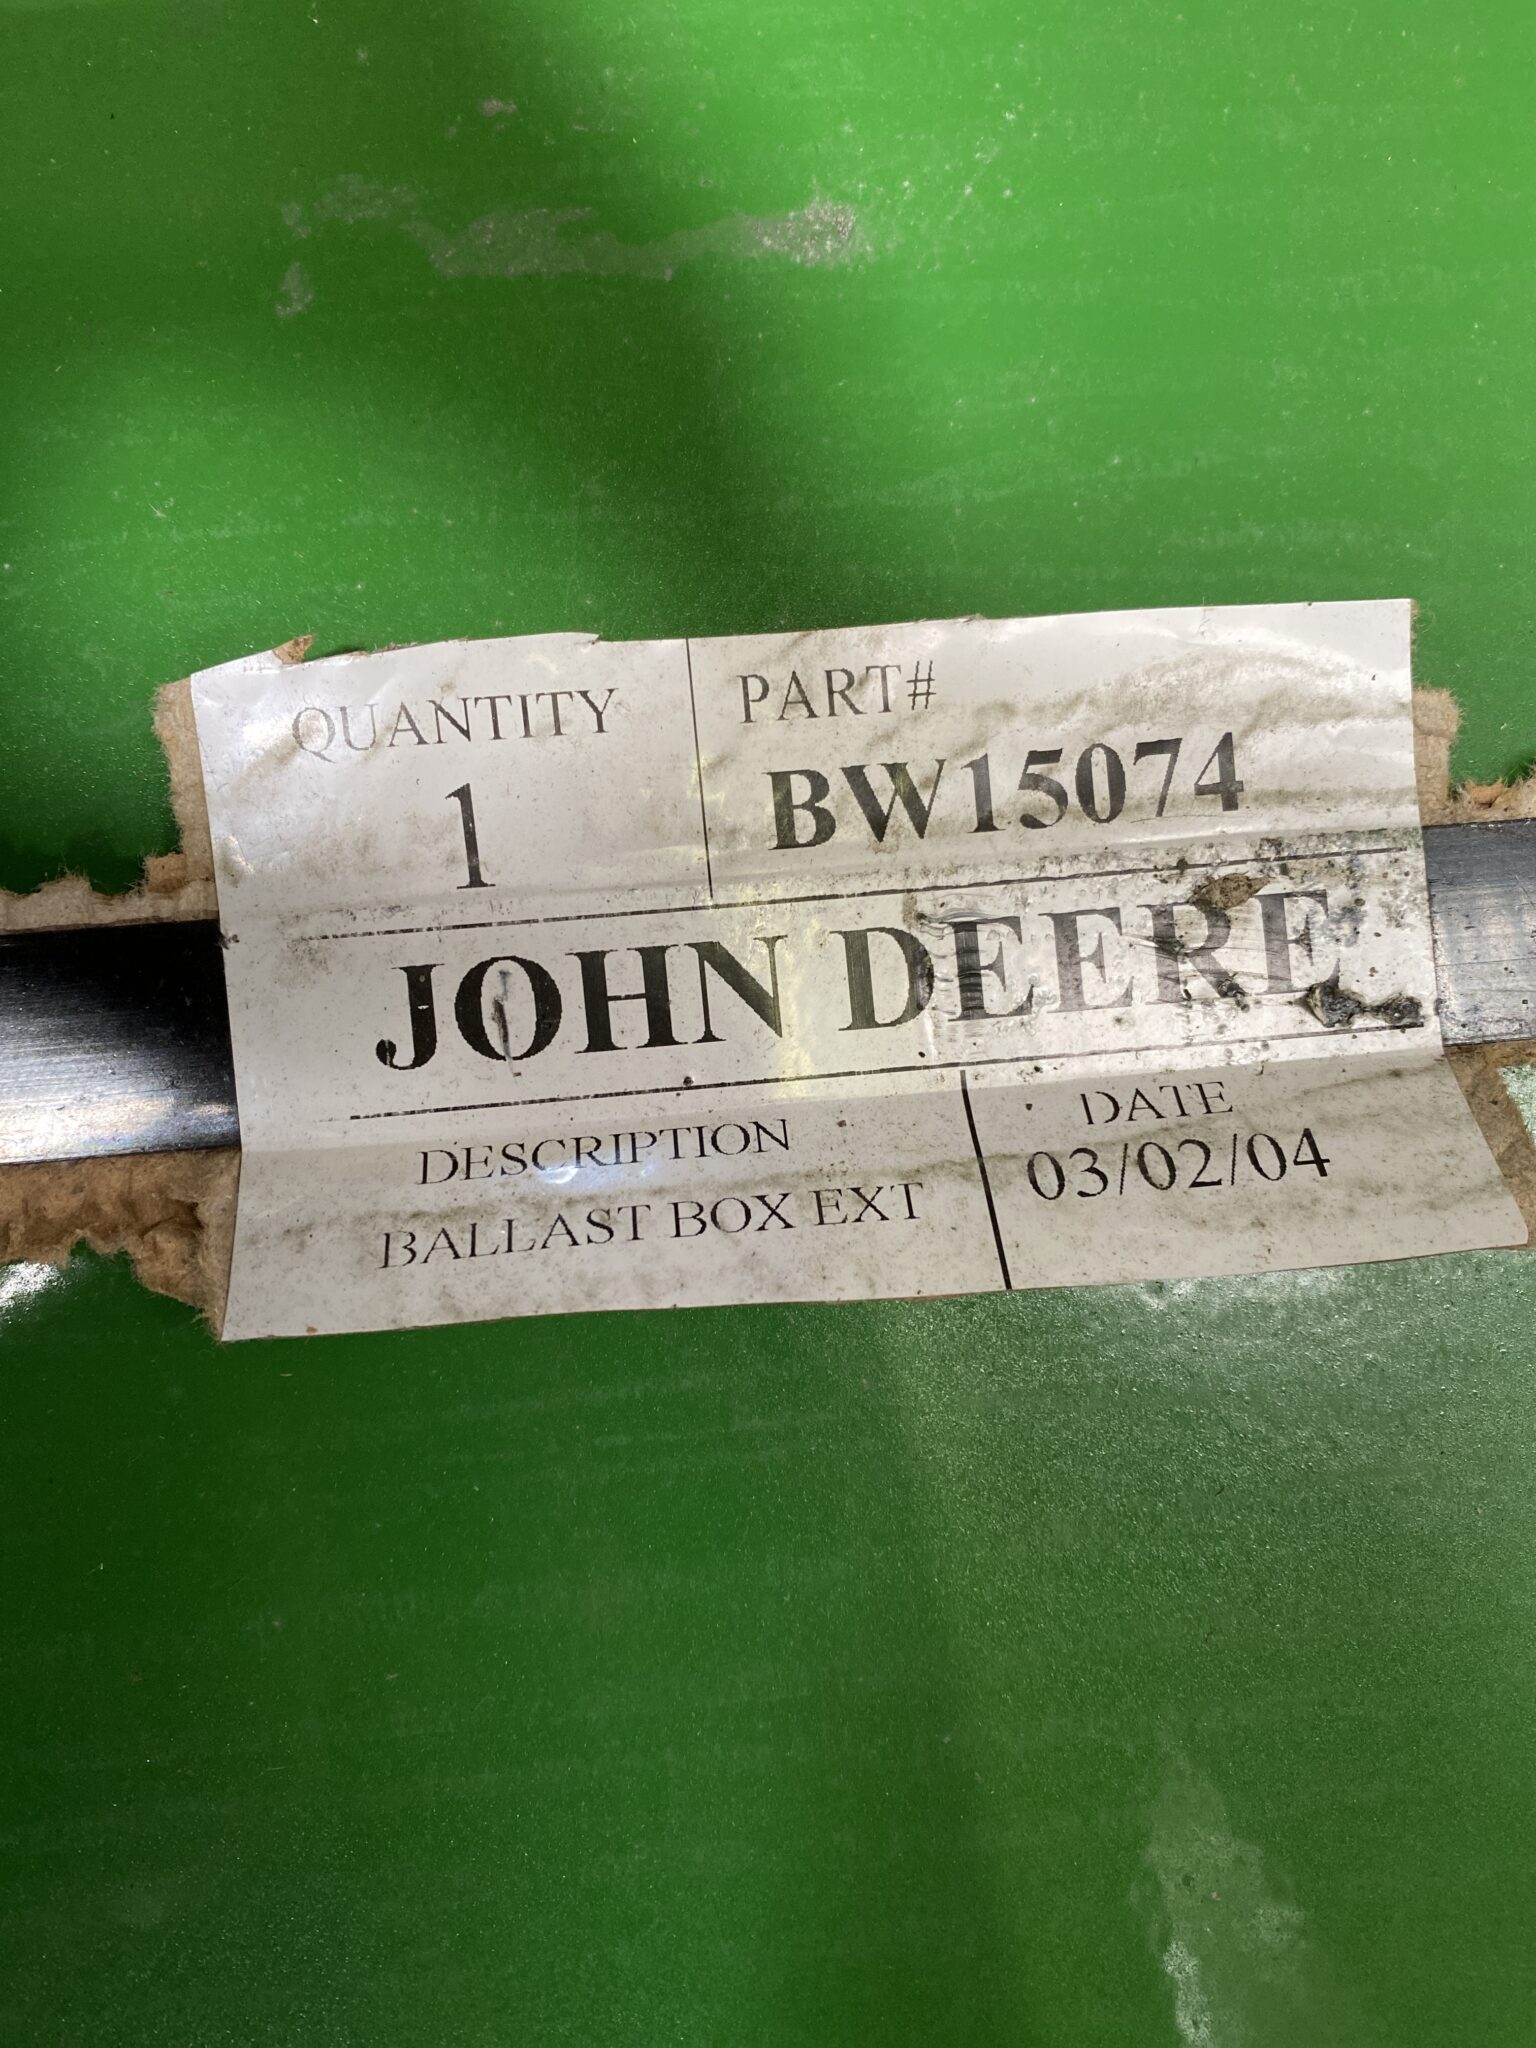 QUANTITY
1
PART#
BW15074
JOHN DEERE
DESCRIPTION
BALLAST BOX EXT
DATE
03/02/04